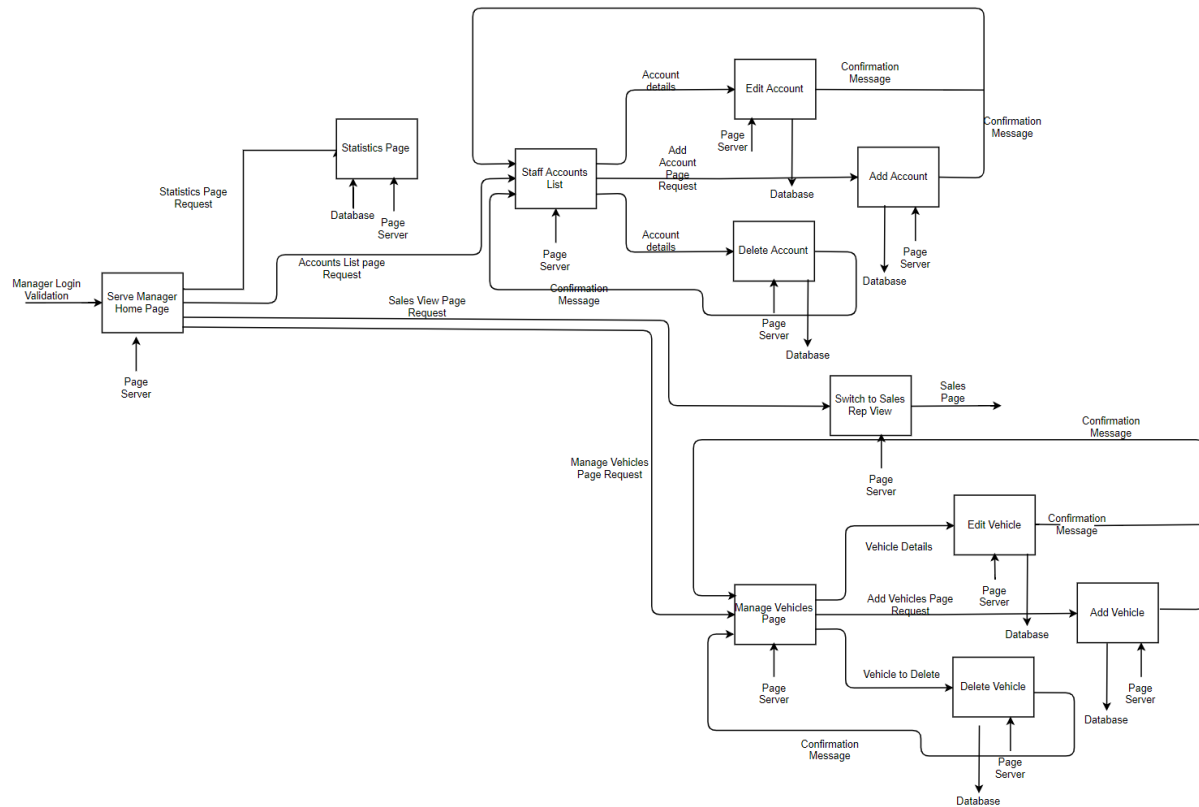 Confirmation
Message
Account
details
Edit Account
Confirmation
Message
Page
Server
Database
Statistics Page
Database
Page
Server
Statistics Page
Request
Staff Accounts
List
Page
Server
Add
Account
Page
Request
Add Account
Database
Page
Server
Account
details
Delete Account
Page
Server
Database
Confirmation
Message
Accounts List page
Request
Manager Login
Validation
Serve Manager
Home Page
Page
Server
Sales View Page
Request
Switch to Sales
Rep View
Sales
Page
Page
Server
Manage Vehicles
Page Request
Confirmation
Message
Vehicle Details
Edit Vehicle
Confirmation
Message
Page
Server
Database
Manage Vehicles
Page
Page
Server
Add Vehicles Page
Request
Add Vehicle
Database
Page
Server
Vehicle to Delete
Delete Vehicle
Page
Server
Database
Confirmation
Message